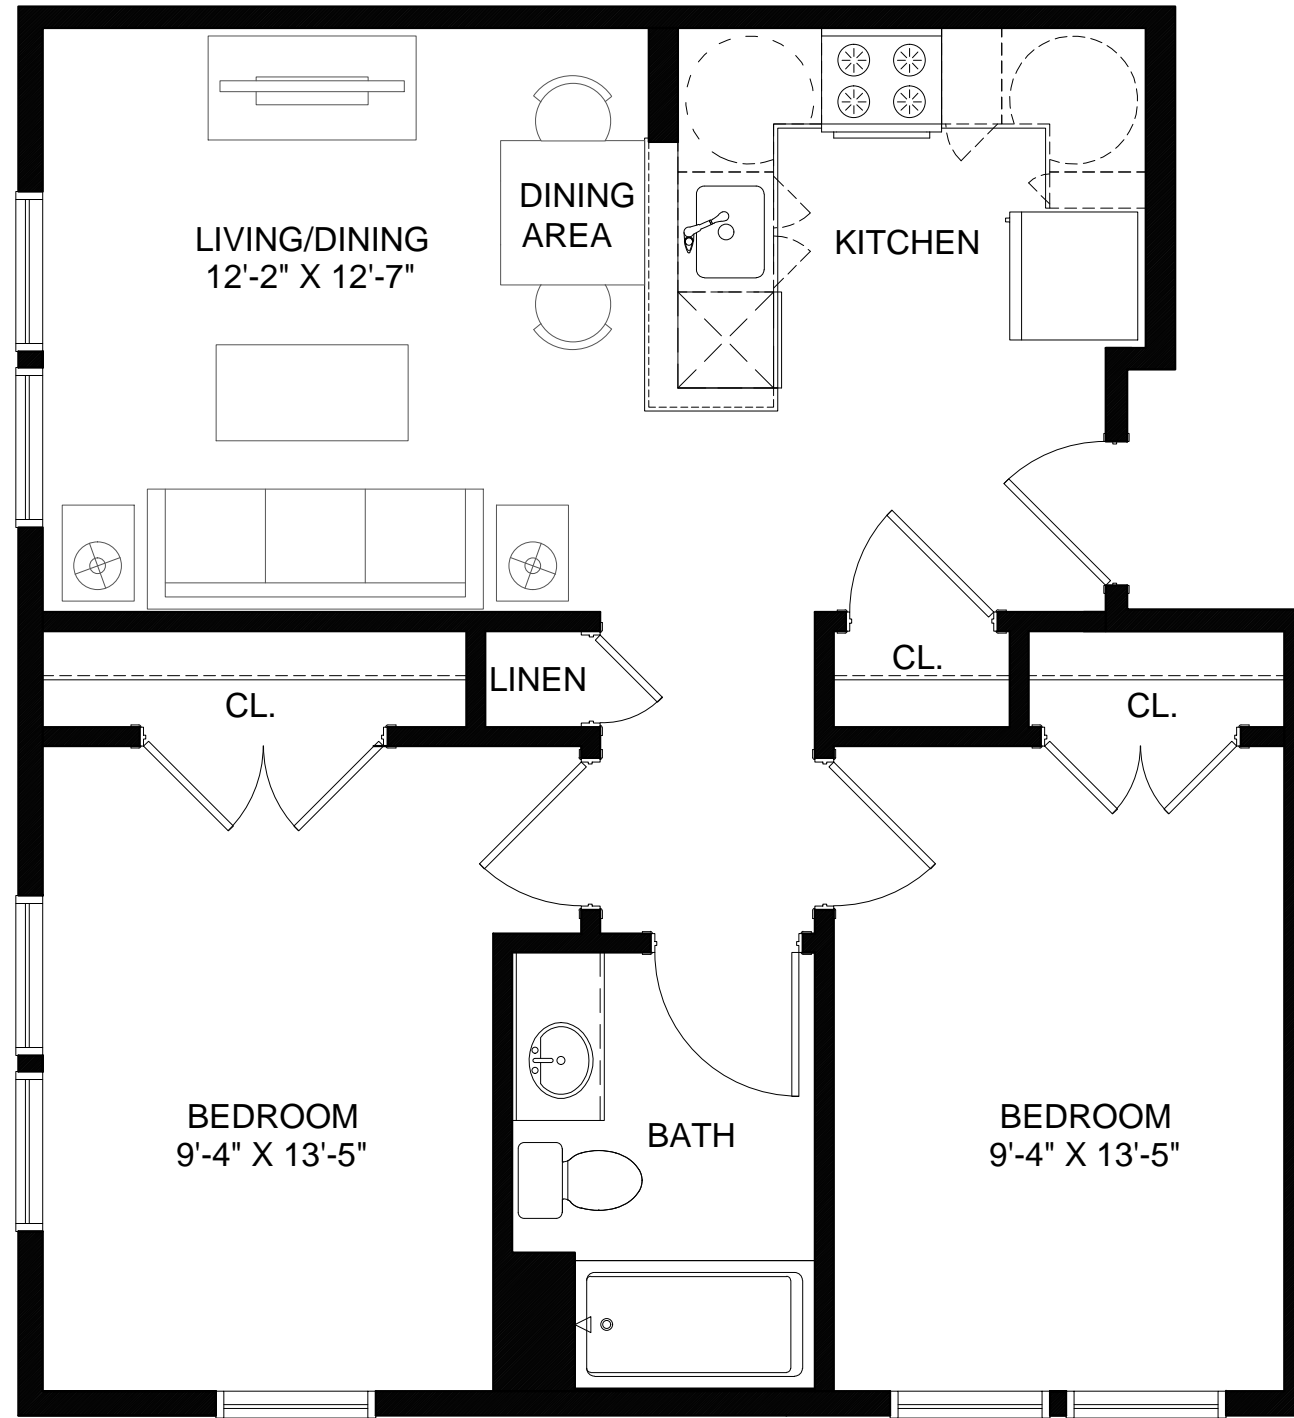 DINING
AREA
LIVING/DINING
12'-2" X 12'-7"
KITCHEN
LINEN
CL.
CL.
CL.
BEDROOM
9'-4" X 13'-5"
BATH
BEDROOM
9'-4" X 13'-5"